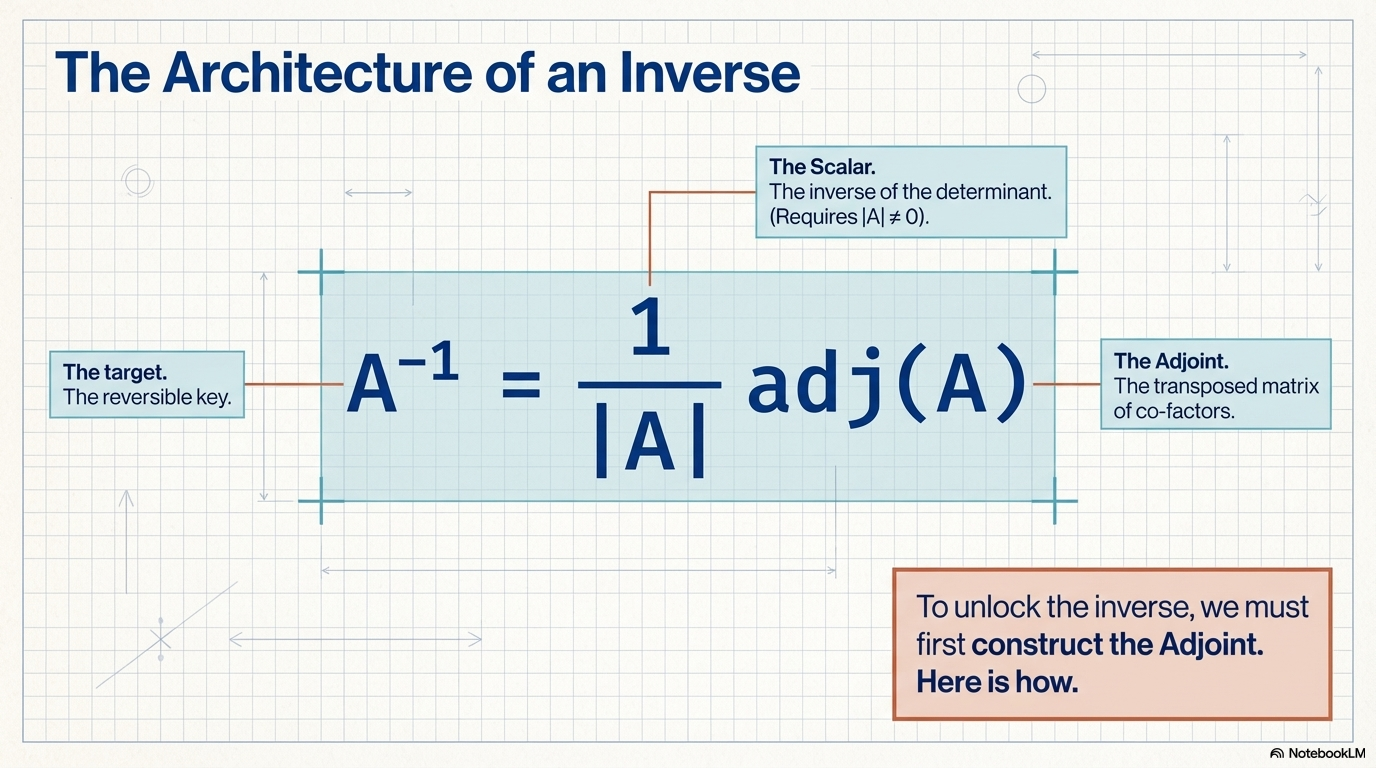 The Architecture of an Inverse
The Scalar.
The inverse of the determinant.
(Requires |A| ≠ 0).
The target.
The reversible key.
A⁻¹ = 1/|A| adj(A)
The Adjoint.
The transposed matrix
of co-factors.
To unlock the inverse, we must
first construct the Adjoint.
Here is how.
NotebookLM